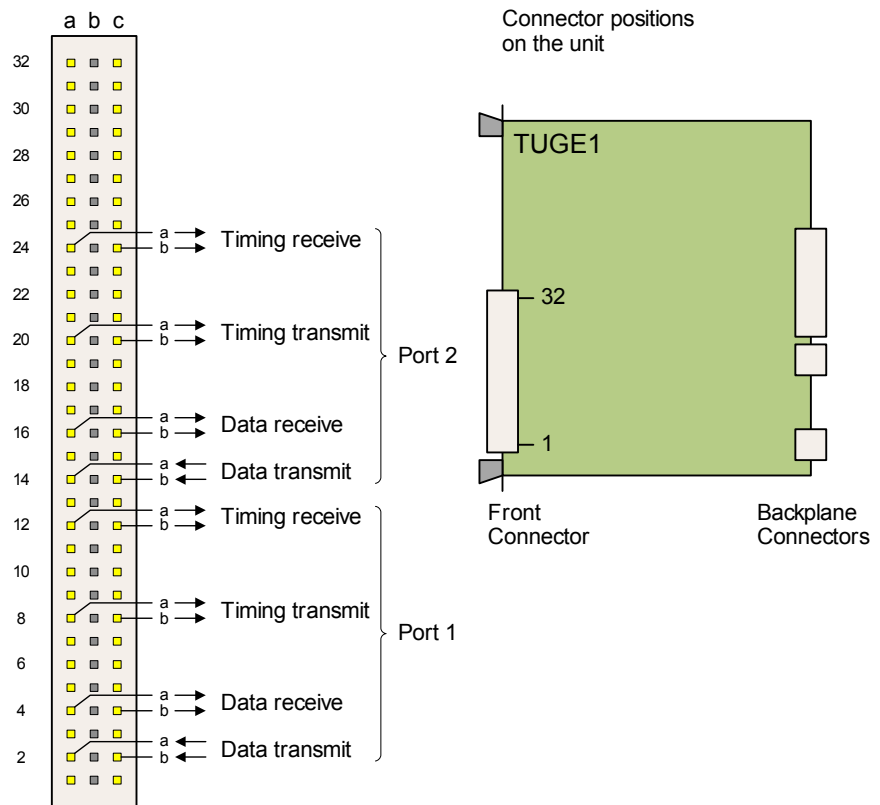 a b c
32
30
28
26
24
22
20
18
16
14
12
10
8
6
4
2
a
b
Timing receive
a
b
Timing transmit
a
b
Data receive
a
b
Data transmit
Port 2
a
b
Timing receive
a
b
Timing transmit
a
b
Data receive
a
b
Data transmit
Port 1
Connector positions
on the unit
TUGE1
32
1
Front
Connector
Backplane
Connectors